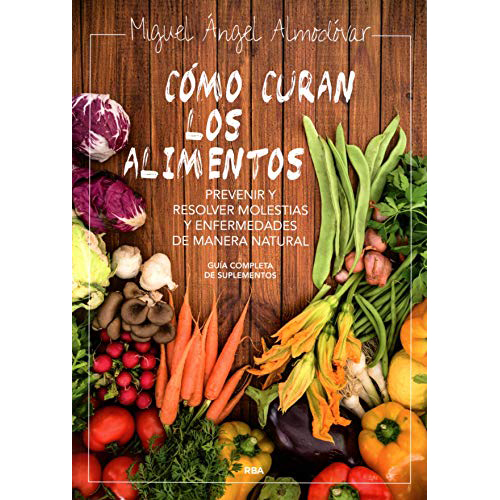 Miguel Ángel Almodóvar
CÓMO CURAN
LOS
ALIMENTOS
PREVENIR Y
RESOLVER MOLESTIAS
Y ENFERMEDADES
DE MANERA NATURAL
GUÍA COMPLETA
DE SUPLEMENTOS
RBA